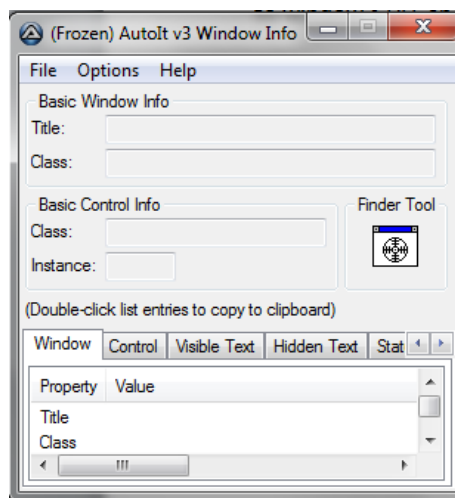 (Frozen) AutoIt v3 Window Info
File Options Help
Basic Window Info
Title:
Class:
Basic Control Info
Finder Tool
Class:
Instance:
(Double-click list entries to copy to clipboard)
Window Control Visible Text Hidden Text Stat
Property Value
Title
Class